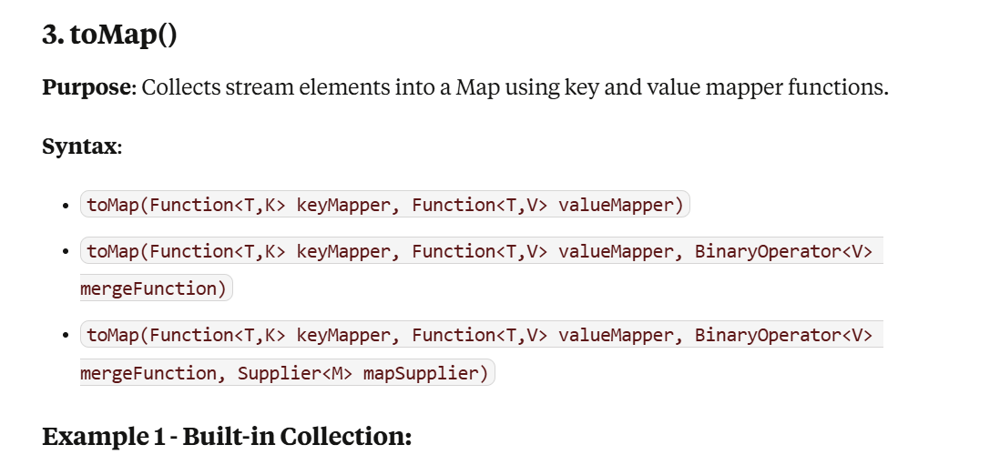 3. toMap()
Purpose: Collects stream elements into a Map using key and value mapper functions.
Syntax:
• toMap(Function<T,K> keyMapper, Function<T,V> valueMapper)
• toMap(Function<T,K> keyMapper, Function<T,V> valueMapper, BinaryOperator<V>
mergeFunction)
• toMap(Function<T,K> keyMapper, Function<T,V> valueMapper, BinaryOperator<V>
mergeFunction, Supplier<M> mapSupplier)
Example 1 - Built-in Collection: